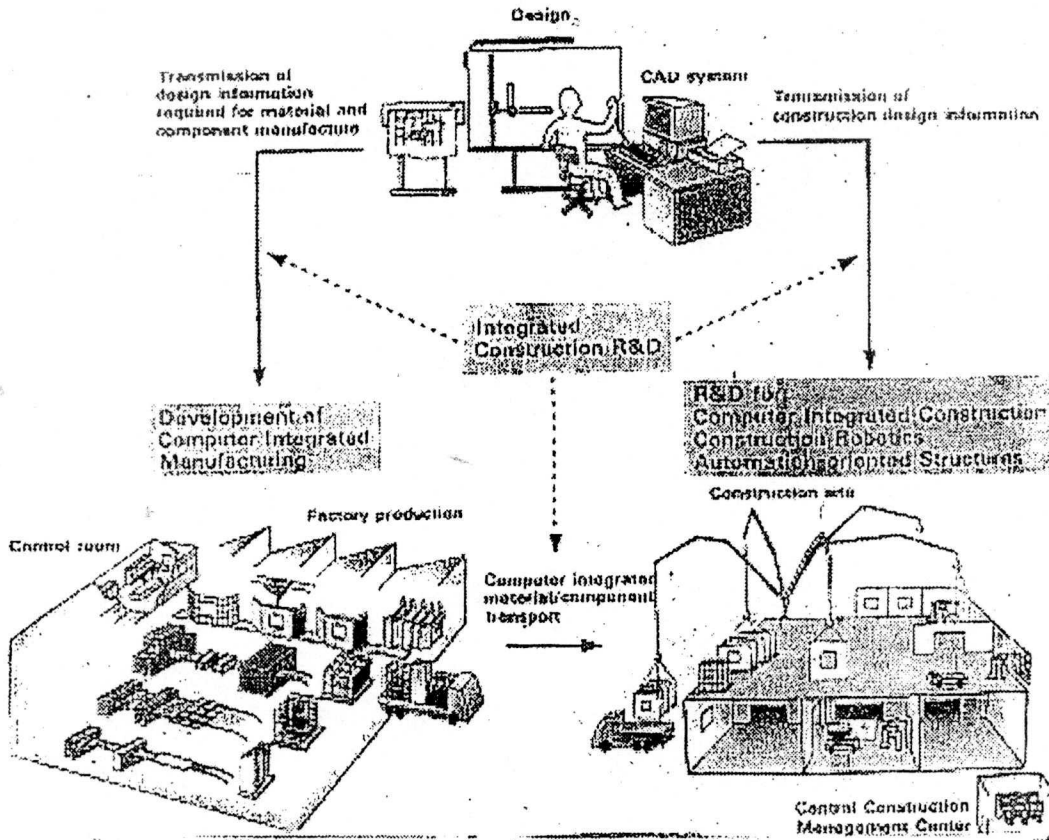 Design
Transmission of
design information
required for material and
component manufacture
CAD system
Transmission of
construction design information
Integrated
Construction R&D
Development of
Computer Integrated
Manufacturing
R&D for
Computer Integrated Construction
Construction Robotics
Automation-oriented Structures
Construction site
Factory production
Control room
Computer integrated
material/component
transport
Control Construction
Management Center